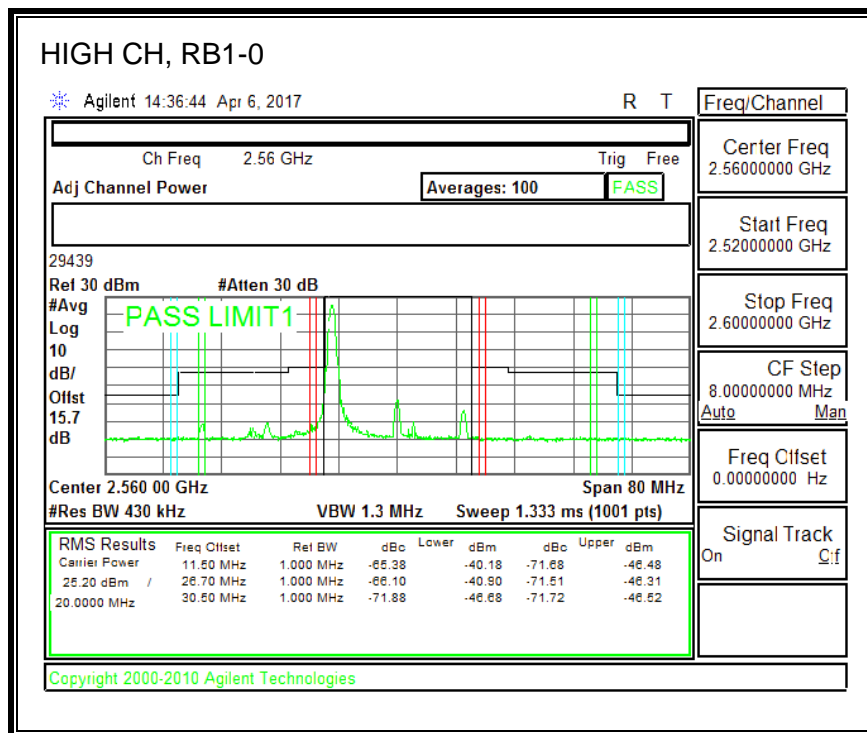 HIGH CH, RB1-0
Agilent 14:36:44 Apr 6, 2017 R T
Freq/Channel
Ch Freq 2.56 GHz Trig Free
Adj Channel Power Averages: 100 PASS
Center Freq
2.56000000 GHz
Start Freq
2.52000000 GHz
29439
Ref 30 dBm #Atten 30 dB
#Avg
Log
10
dB/
Offst
15.7
dB
PASS LIMIT1
Stop Freq
2.60000000 GHz
CF Step
8.00000000 MHz
Auto Man
Freq Offset
0.00000000 Hz
Center 2.560 00 GHz Span 80 MHz
#Res BW 430 kHz VBW 1.3 MHz Sweep 1.333 ms (1001 pts)
Signal Track
On Off
RMS Results Freq Offset Ref BW dBc Lower dBm dBc Upper dBm
Carrier Power 11.50 MHz 1.000 MHz -65.38 -40.18 -71.68 -46.48
25.20 dBm / 26.70 MHz 1.000 MHz -66.10 -40.90 -71.51 -46.31
20.0000 MHz 30.50 MHz 1.000 MHz -71.88 -46.68 -71.72 -46.52
Copyright 2000-2010 Agilent Technologies